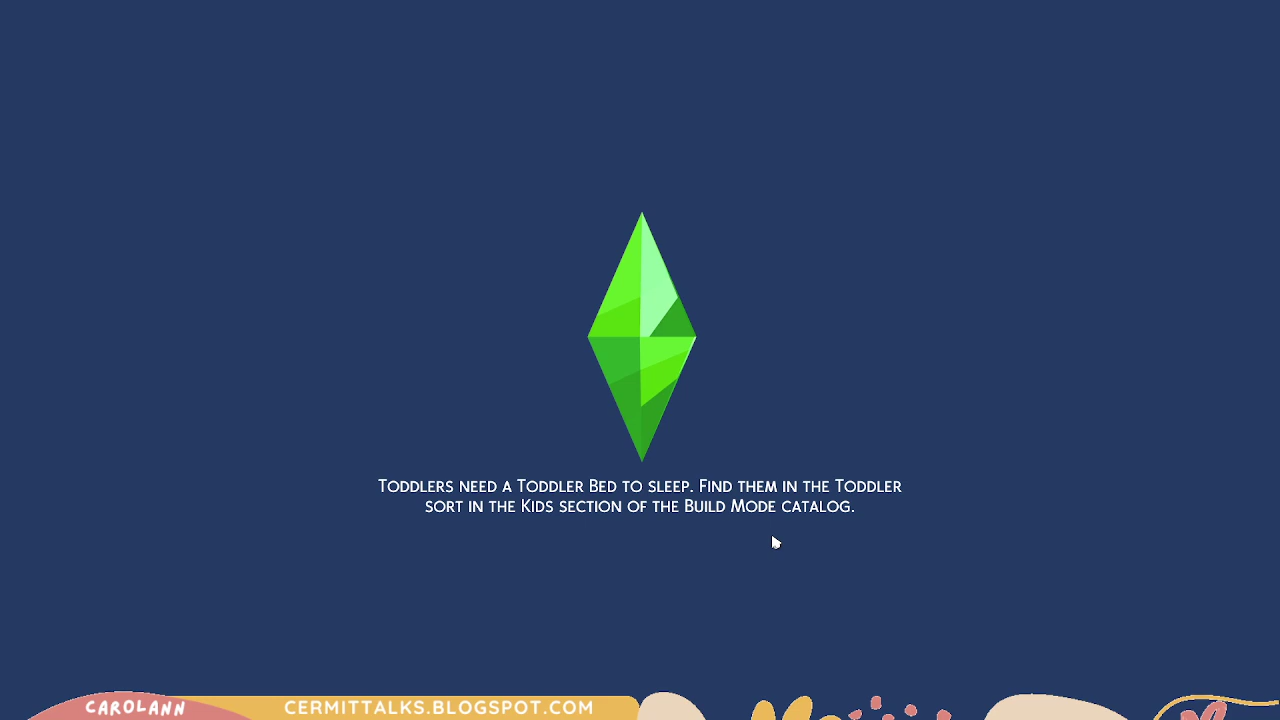 Toddlers need a Toddler Bed to sleep. Find them in the Toddler
sort in the Kids section of the Build Mode catalog.
CAROLANN
CERMITTALKS.BLOGSPOT.COM